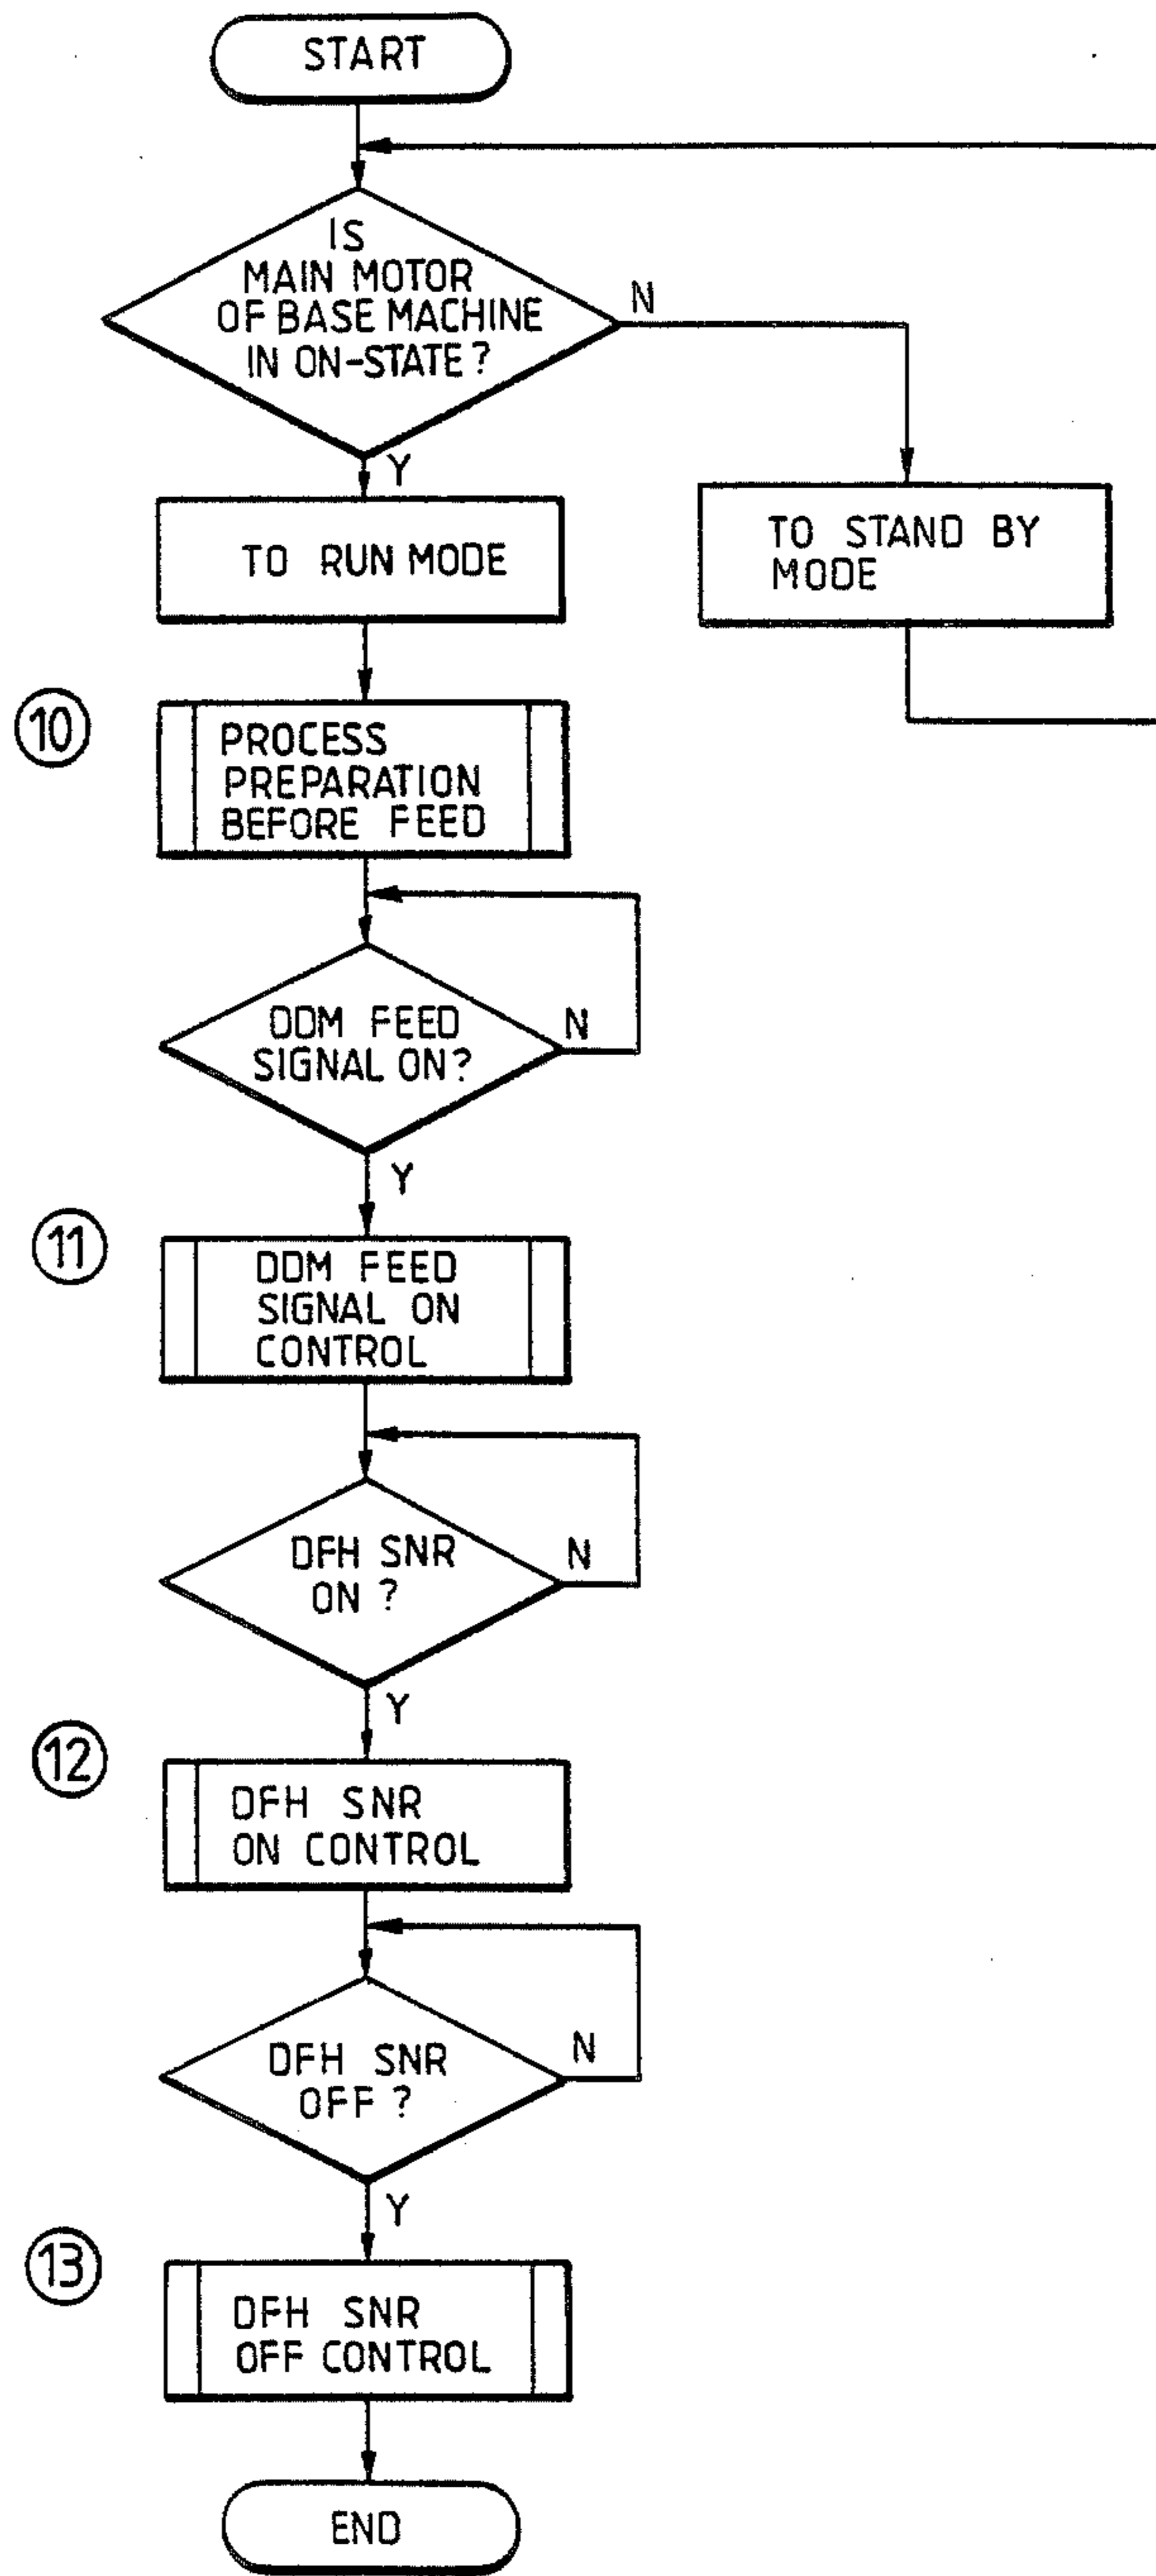 START
IS
MAIN MOTOR
OF BASE MACHINE
IN ON-STATE?
N
Y
TO RUN MODE
TO STAND BY
MODE
10
PROCESS
PREPARATION
BEFORE FEED
DDM FEED
SIGNAL ON?
N
Y
11
DDM FEED
SIGNAL ON
CONTROL
DFH SNR
ON ?
N
Y
12
DFH SNR
ON CONTROL
DFH SNR
OFF ?
N
Y
13
DFH SNR
OFF CONTROL
END